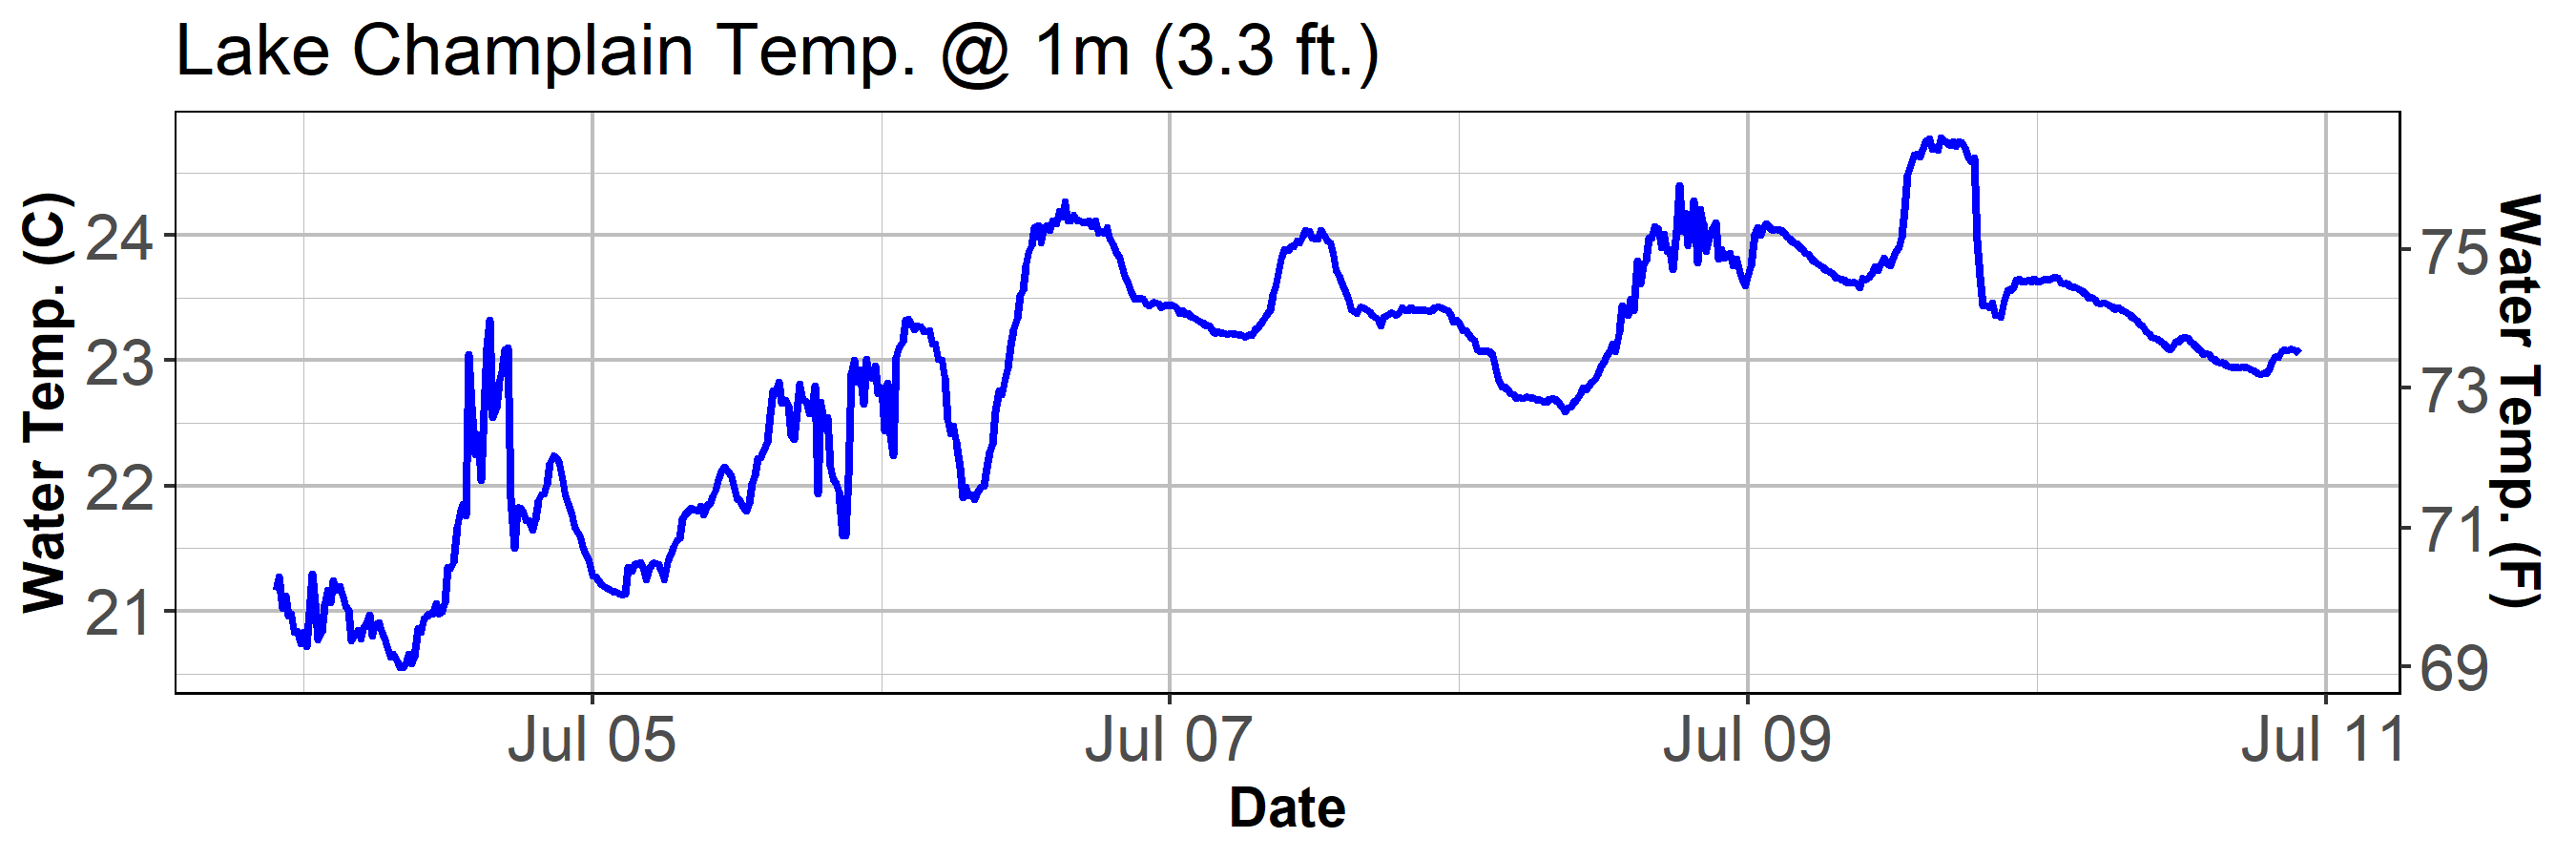 Lake Champlain Temp. @ 1m (3.3 ft.)
Water Temp. (C)
24
23
22
21
75
73
71
69
Water Temp. (F)
Jul 05
Jul 07
Jul 09
Jul 11
Date